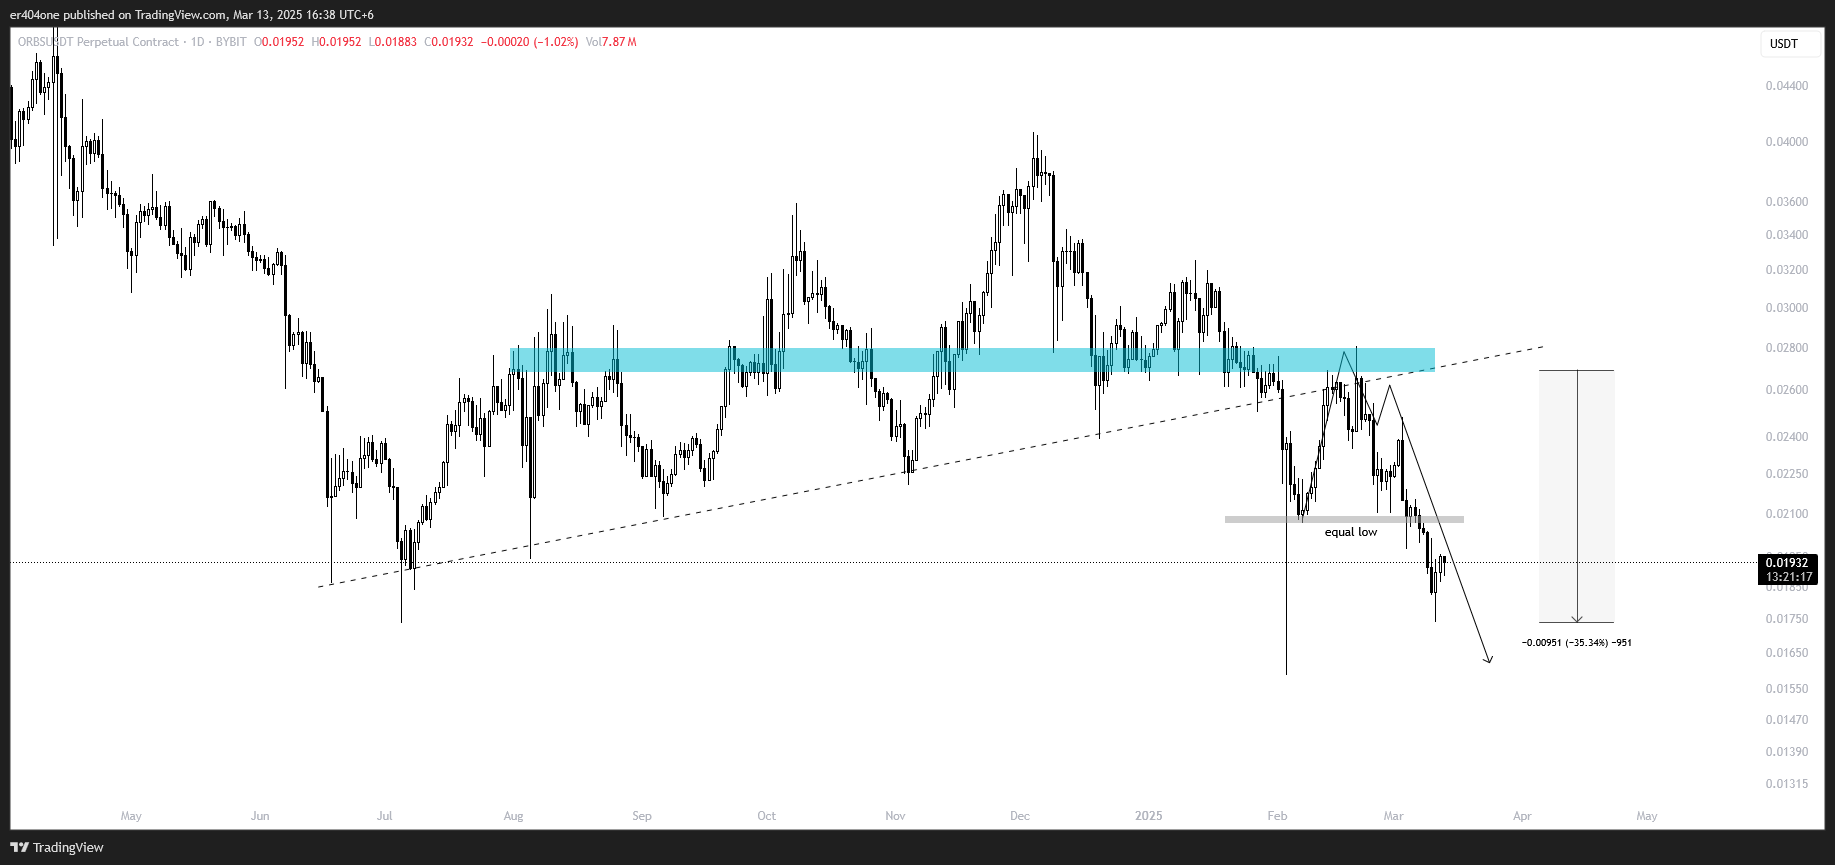 er404one published on TradingView.com, Mar 13, 2025 16:38 UTC+6
ORBSUSDT Perpetual Contract · 1D · BYBIT O0.01952 H0.01952 L0.01883 C0.01932 −0.00020 (−1.02%) Vol7.87 M
USDT
0.04400
0.04000
0.03600
0.03400
0.03200
0.03000
0.02800
0.02600
0.02400
0.02250
0.02100
equal low
0.01932
13:21:17
0.01850
0.01750
−0.00951 (−35.34%) −951
0.01650
0.01550
0.01470
0.01390
0.01315
May Jun Jul Aug Sep Oct Nov Dec 2025 Feb Mar Apr May
TradingView